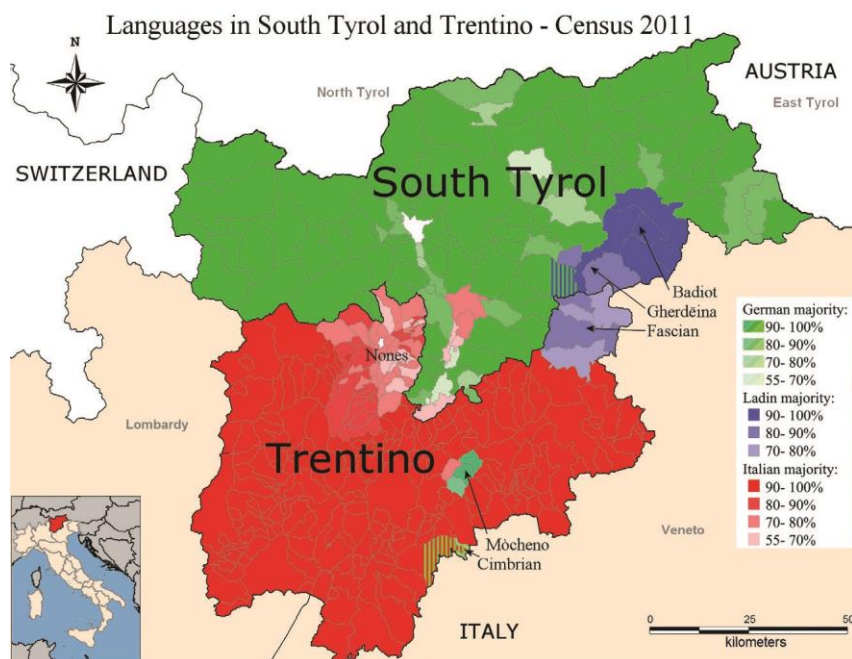 Languages in South Tyrol and Trentino - Census 2011
N
AUSTRIA
North Tyrol
East Tyrol
SWITZERLAND
South Tyrol
Badiot
Gherdëina
Fascian
Nones
Lombardy
Trentino
Mòcheno
Cimbrian
Veneto
ITALY
German majority:
90- 100%
80- 90%
70- 80%
55- 70%
Ladin majority:
90- 100%
80- 90%
70- 80%
Italian majority:
90- 100%
80- 90%
70- 80%
55- 70%
0 25 50
kilometers